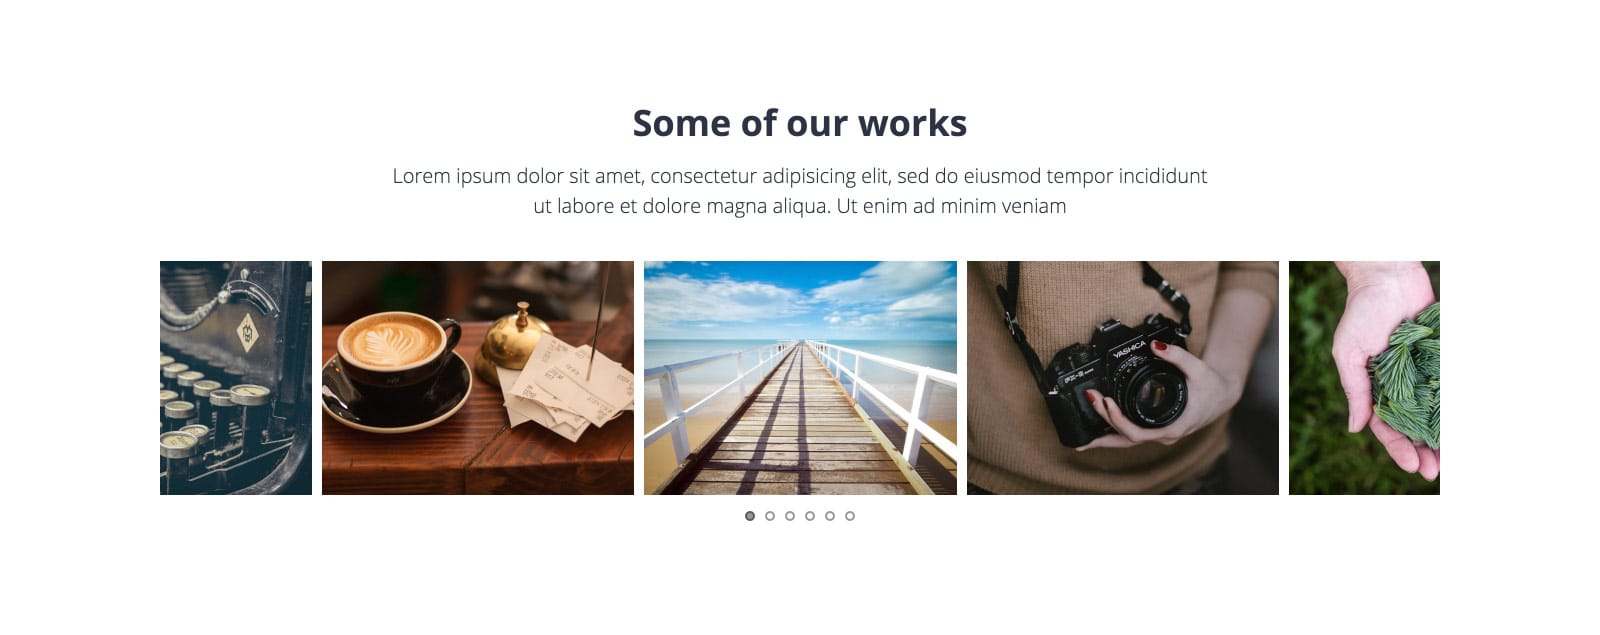 Some of our works
Lorem ipsum dolor sit amet, consectetur adipisicing elit, sed do eiusmod tempor incididunt
ut labore et dolore magna aliqua. Ut enim ad minim veniam
YASHICA